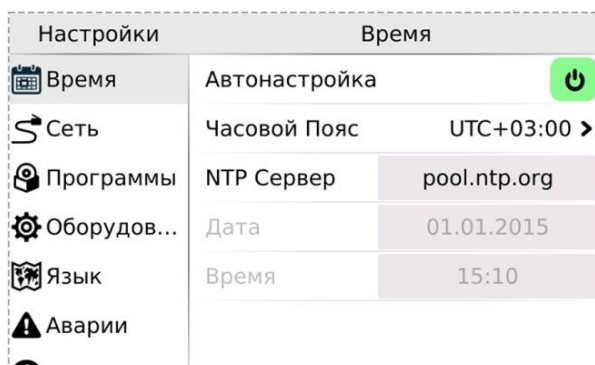 Настройки Время
Время Автонастройка
Сеть Часовой Пояс UTC+03:00
Программы NTP Сервер pool.ntp.org
Оборудов... Дата 01.01.2015
Язык Время 15:10
Аварии